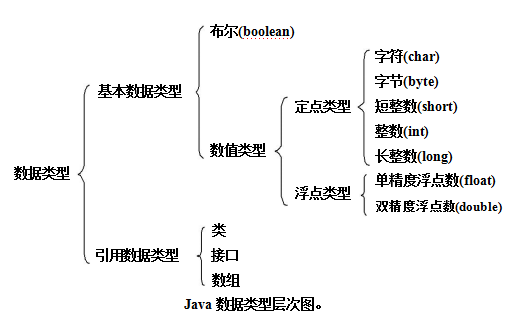 布尔(boolean)
字符(char)
字节(byte)
基本数据类型
定点类型
短整数(short)
整数(int)
数值类型
长整数(long)
数据类型
单精度浮点数(float)
浮点类型
双精度浮点数(double)
类
引用数据类型
接口
数组
Java 数据类型层次图。